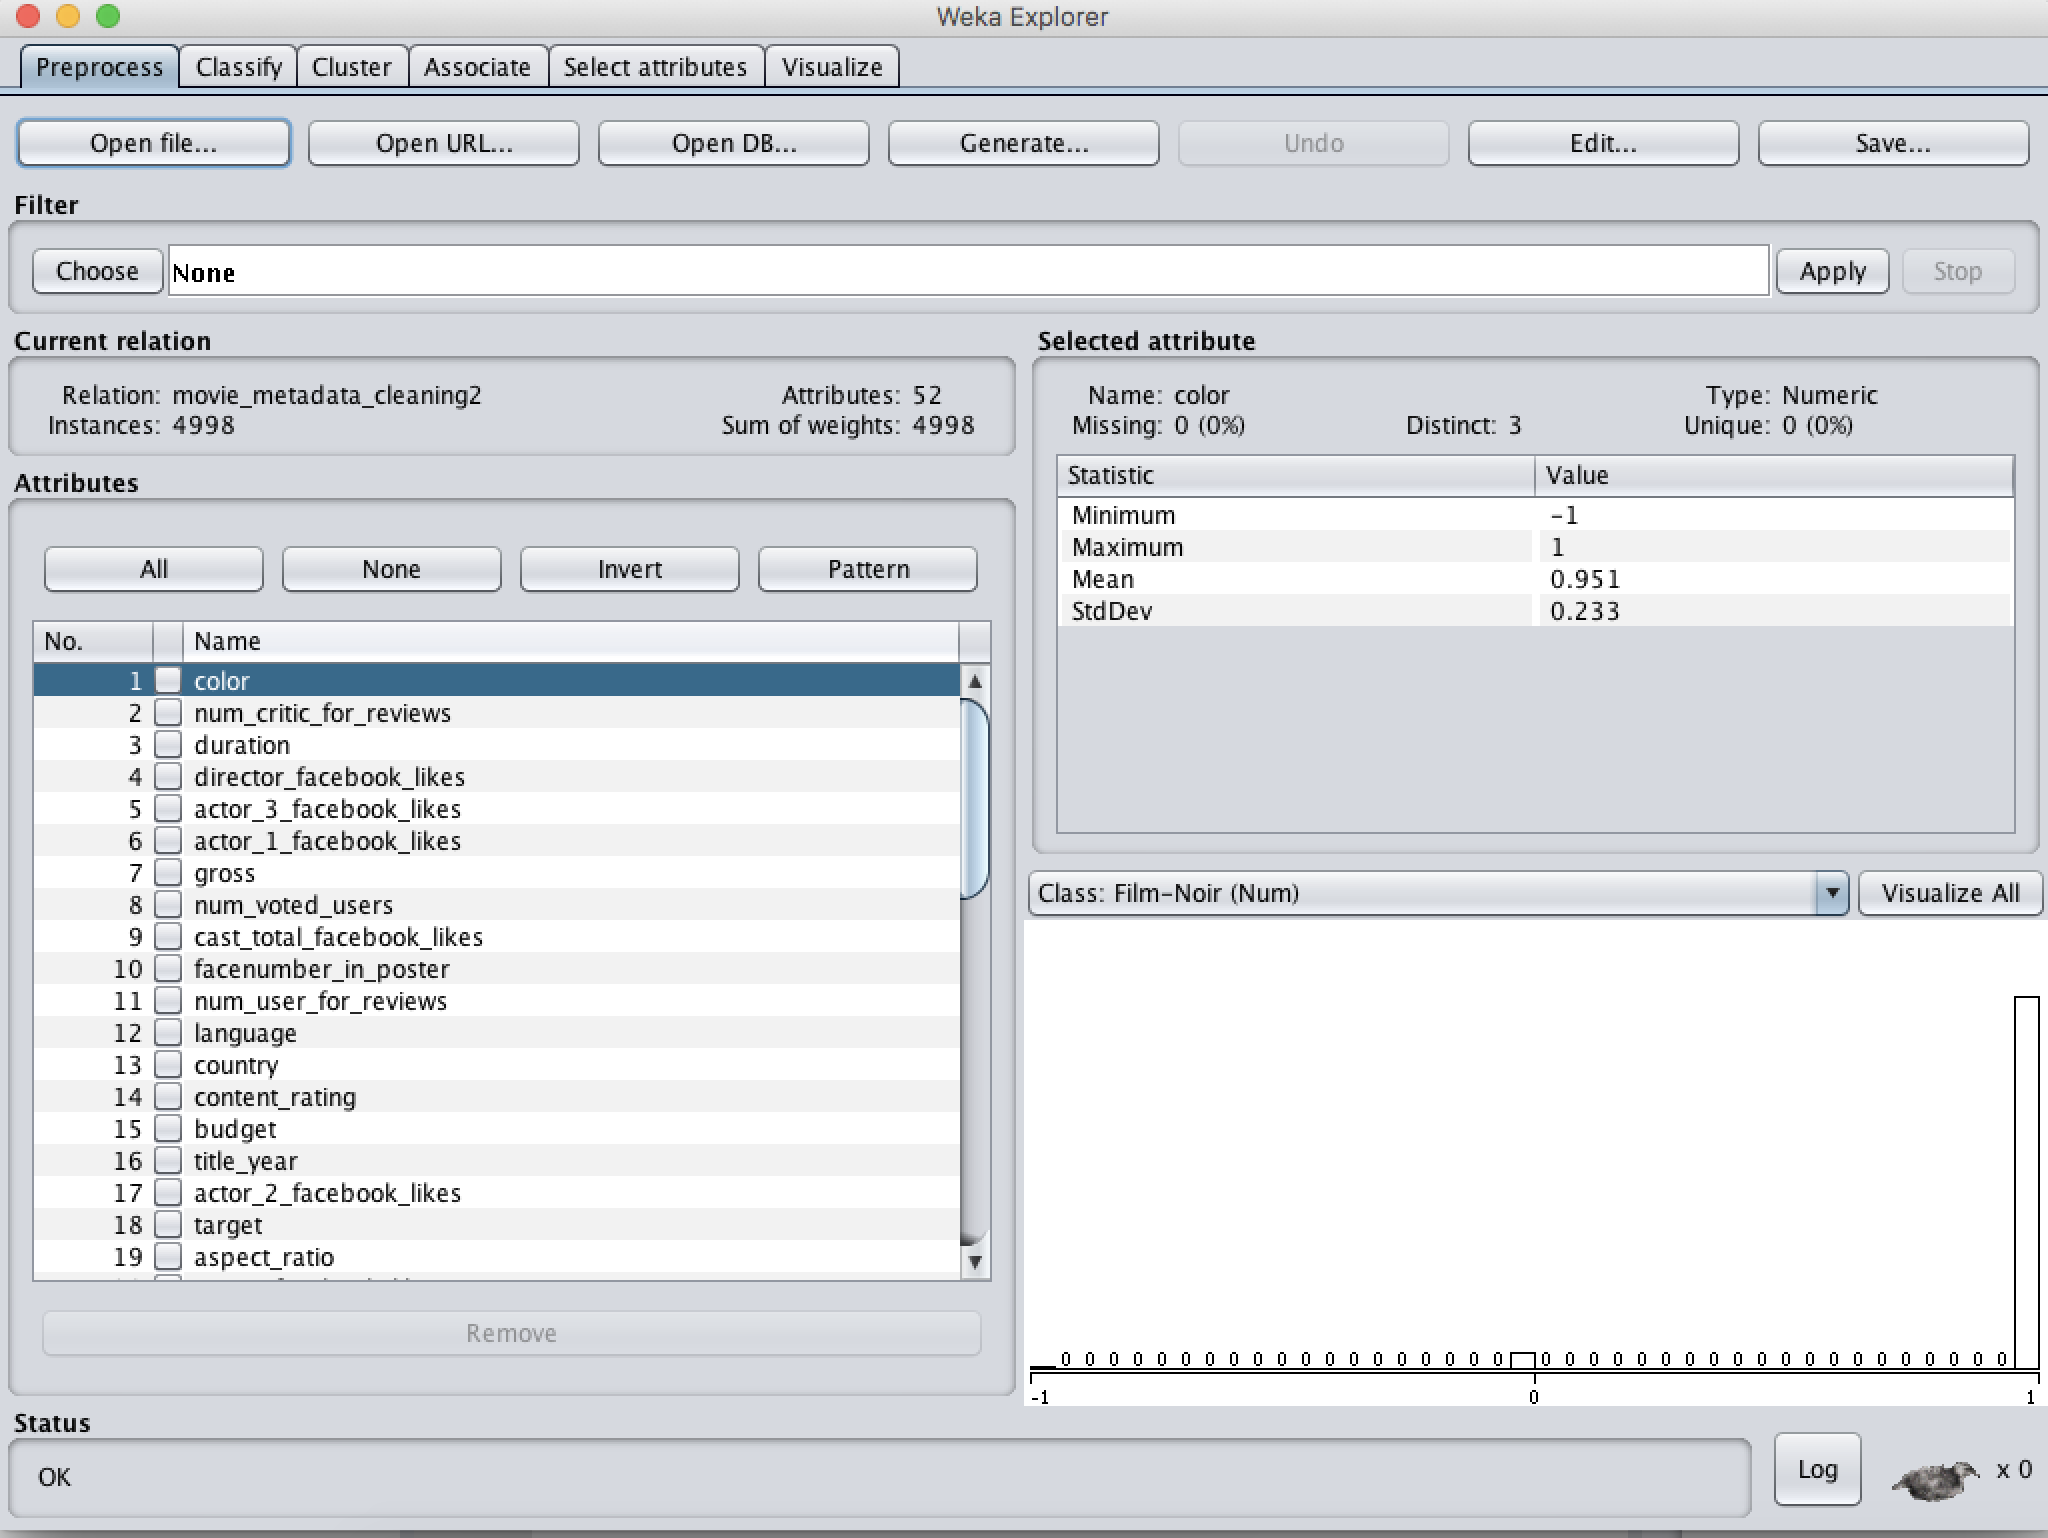 Weka Explorer
Preprocess Classify Cluster Associate Select attributes Visualize
Open file... Open URL... Open DB... Generate... Undo Edit... Save...
Filter
Choose None Apply Stop
Current relation
Relation: movie_metadata_cleaning2 Attributes: 52
Instances: 4998 Sum of weights: 4998
Attributes
All None Invert Pattern
No. Name
1 color
2 num_critic_for_reviews
3 duration
4 director_facebook_likes
5 actor_3_facebook_likes
6 actor_1_facebook_likes
7 gross
8 num_voted_users
9 cast_total_facebook_likes
10 facenumber_in_poster
11 num_user_for_reviews
12 language
13 country
14 content_rating
15 budget
16 title_year
17 actor_2_facebook_likes
18 target
19 aspect_ratio
Remove
Selected attribute
Name: color Type: Numeric
Missing: 0 (0%) Distinct: 3 Unique: 0 (0%)
Statistic Value
Minimum -1
Maximum 1
Mean 0.951
StdDev 0.233
Class: Film-Noir (Num) Visualize All
0 0 0 0 0 0 0 0 0 0 0 0 0 0 0 0 0 0 0 0 0 0 0 0 0 0 0 0 0 0 0 0 0 0 0 0 0 0 0
-1 0 1
Status
OK
Log x 0